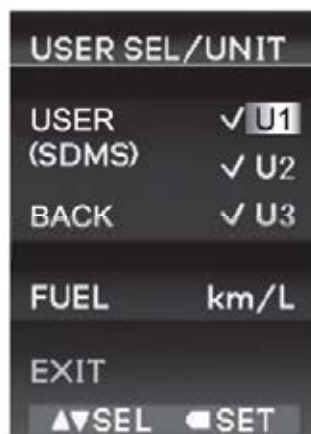 USER SEL/UNIT
USER ✓ U1
(SDMS) ✓ U2
BACK ✓ U3
FUEL km/L
EXIT
▲▼SEL ◀SET